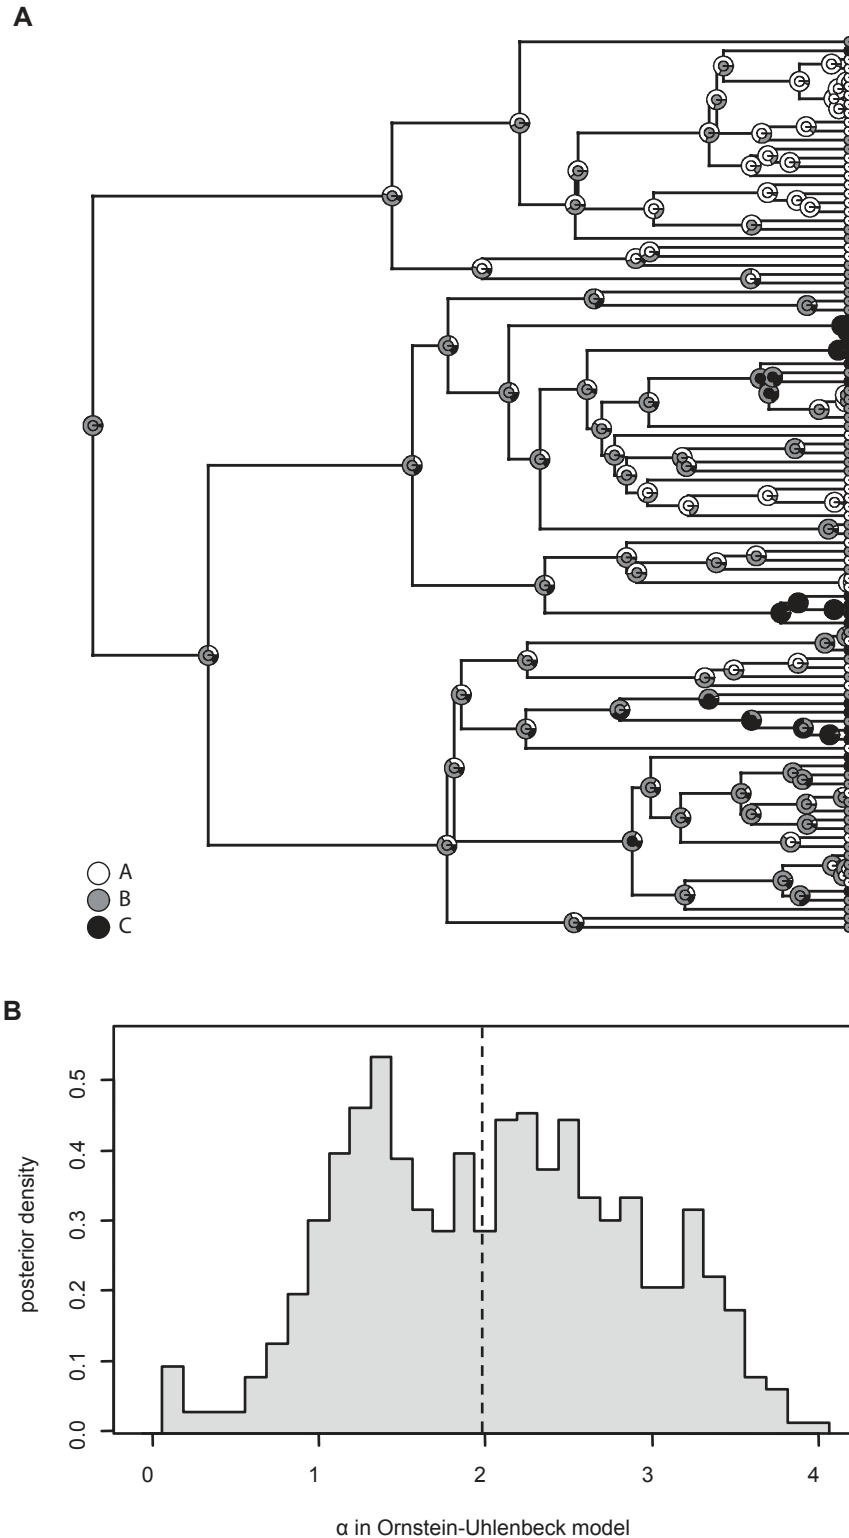 A
A
B
C
B
posterior density
0.5
0.4
0.3
0.2
0.1
0.0
0 1 2 3 4
α in Ornstein-Uhlenbeck model